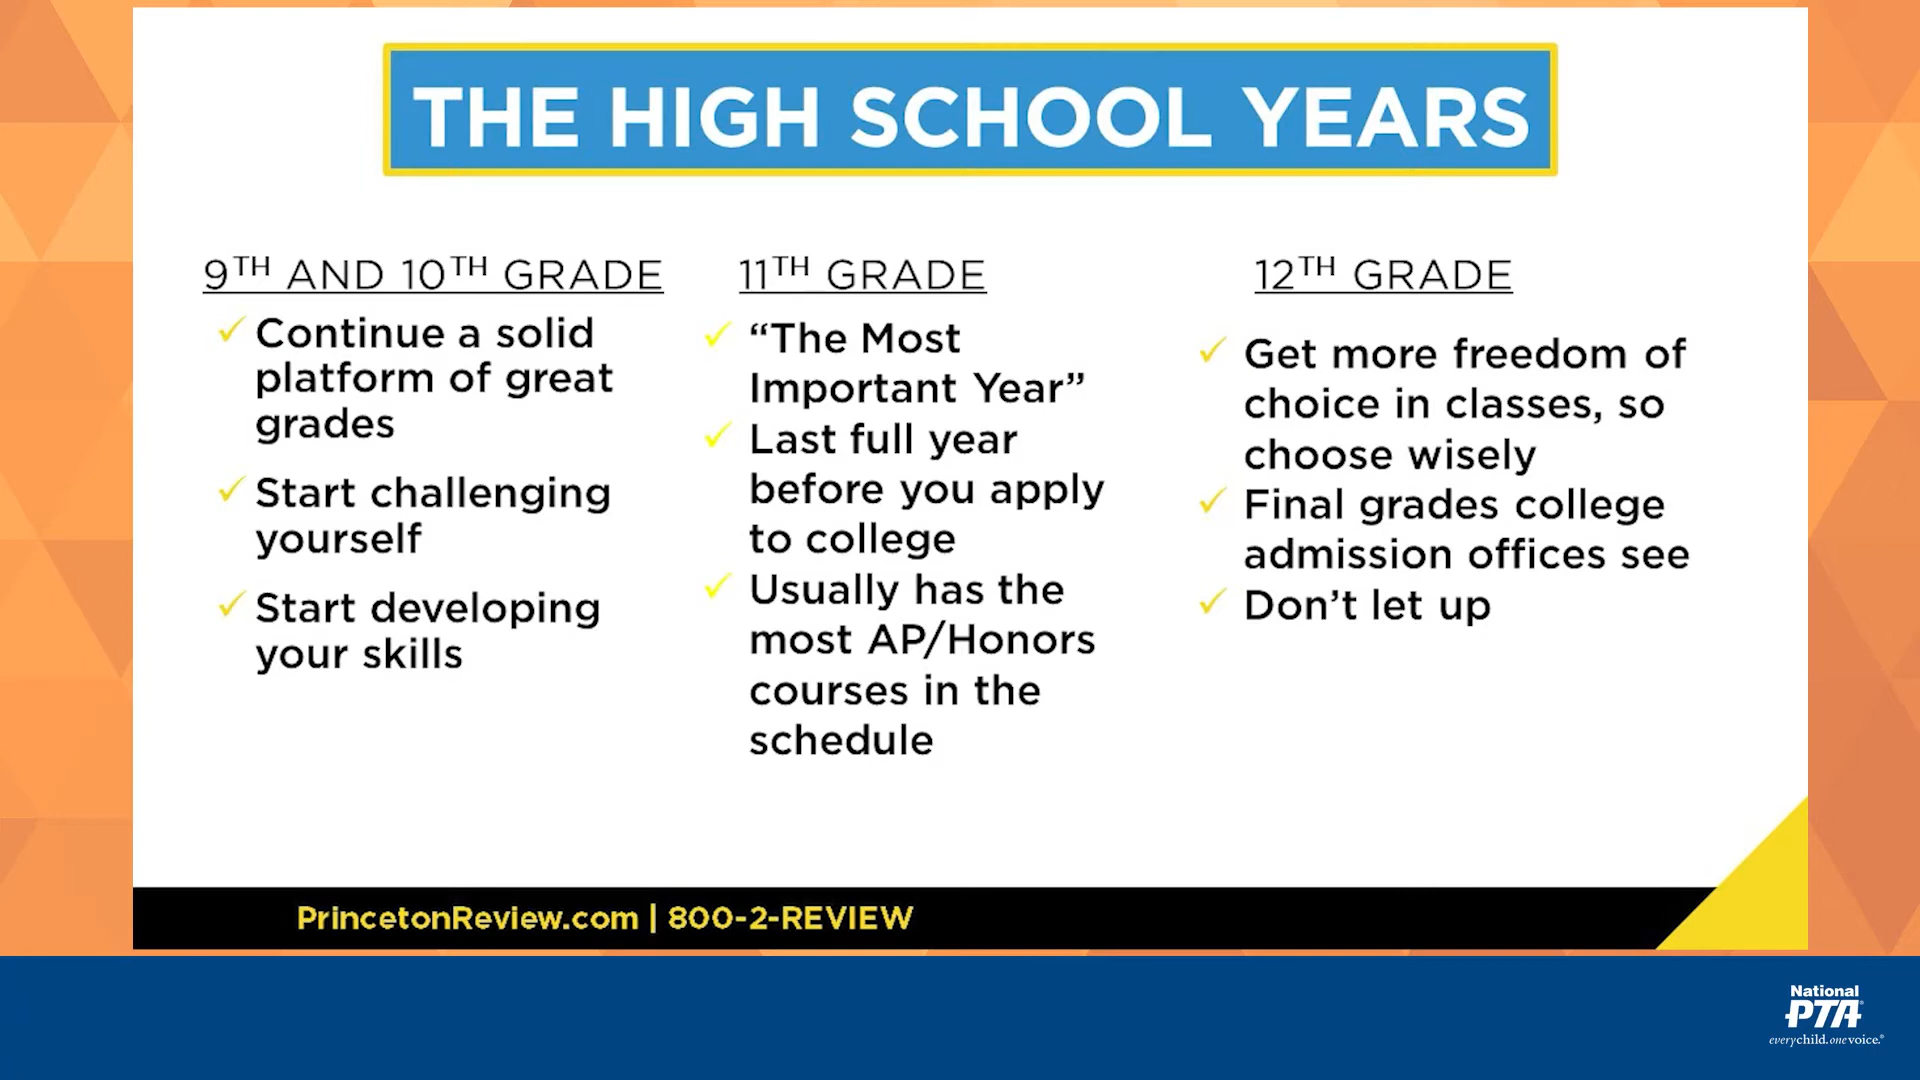 THE HIGH SCHOOL YEARS
9TH AND 10TH GRADE
Continue a solid
platform of great
grades
Start challenging
yourself
Start developing
your skills
11TH GRADE
“The Most
Important Year”
Last full year
before you apply
to college
Usually has the
most AP/Honors
courses in the
schedule
12TH GRADE
Get more freedom of
choice in classes, so
choose wisely
Final grades college
admission offices see
Don’t let up
PrincetonReview.com | 800-2-REVIEW
National
PTA®
everychild.onevoice.®